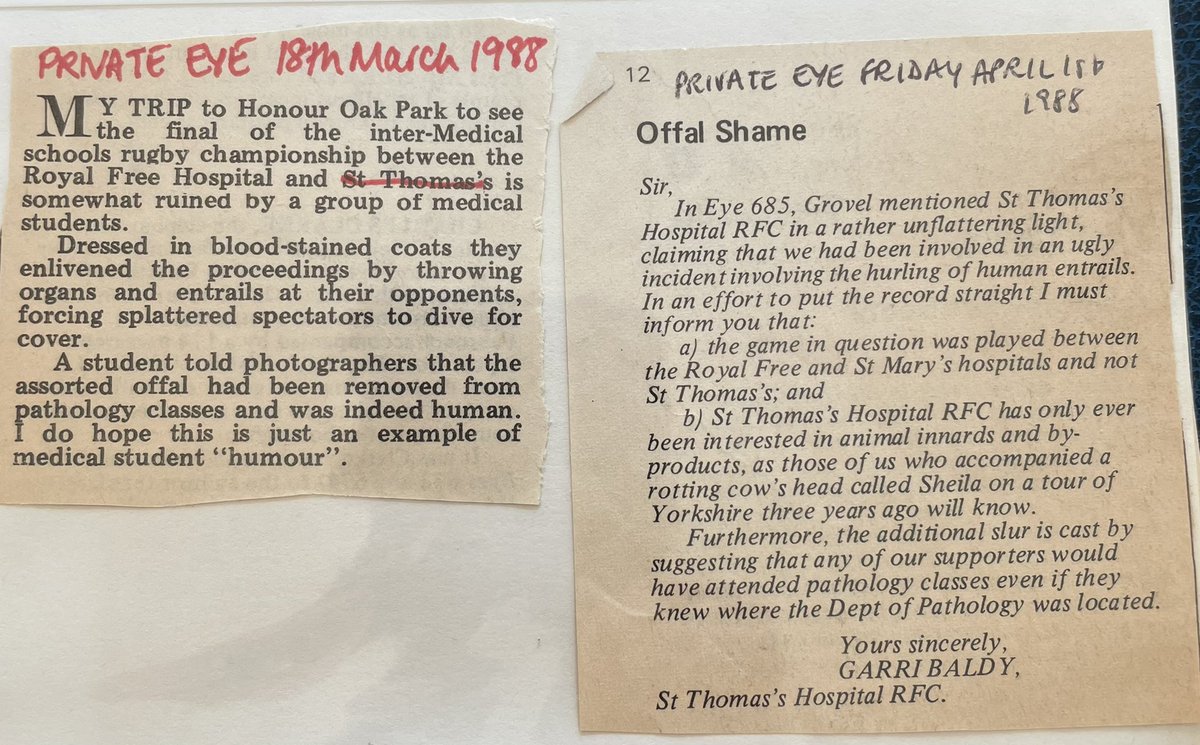 PRIVATE EYE 18th March 1988
MY TRIP to Honour Oak Park to see
the final of the inter-Medical
schools rugby championship between the
Royal Free Hospital and St Thomas's is
somewhat ruined by a group of medical
students.
Dressed in blood-stained coats they
enlivened the proceedings by throwing
organs and entrails at their opponents,
forcing splattered spectators to dive for
cover.
A student told photographers that the
assorted offal had been removed from
pathology classes and was indeed human.
I do hope this is just an example of
medical student "humour".
12 PRIVATE EYE FRIDAY APRIL 1st
1988
Offal Shame
Sir,
In Eye 685, Grovel mentioned St Thomas's
Hospital RFC in a rather unflattering light,
claiming that we had been involved in an ugly
incident involving the hurling of human entrails.
In an effort to put the record straight I must
inform you that:
a) the game in question was played between
the Royal Free and St Mary's hospitals and not
St Thomas's; and
b) St Thomas's Hospital RFC has only ever
been interested in animal innards and by-
products, as those of us who accompanied a
rotting cow's head called Sheila on a tour of
Yorkshire three years ago will know.
Furthermore, the additional slur is cast by
suggesting that any of our supporters would
have attended pathology classes even if they
knew where the Dept of Pathology was located.
Yours sincerely,
GARRI BALDY,
St Thomas's Hospital RFC.